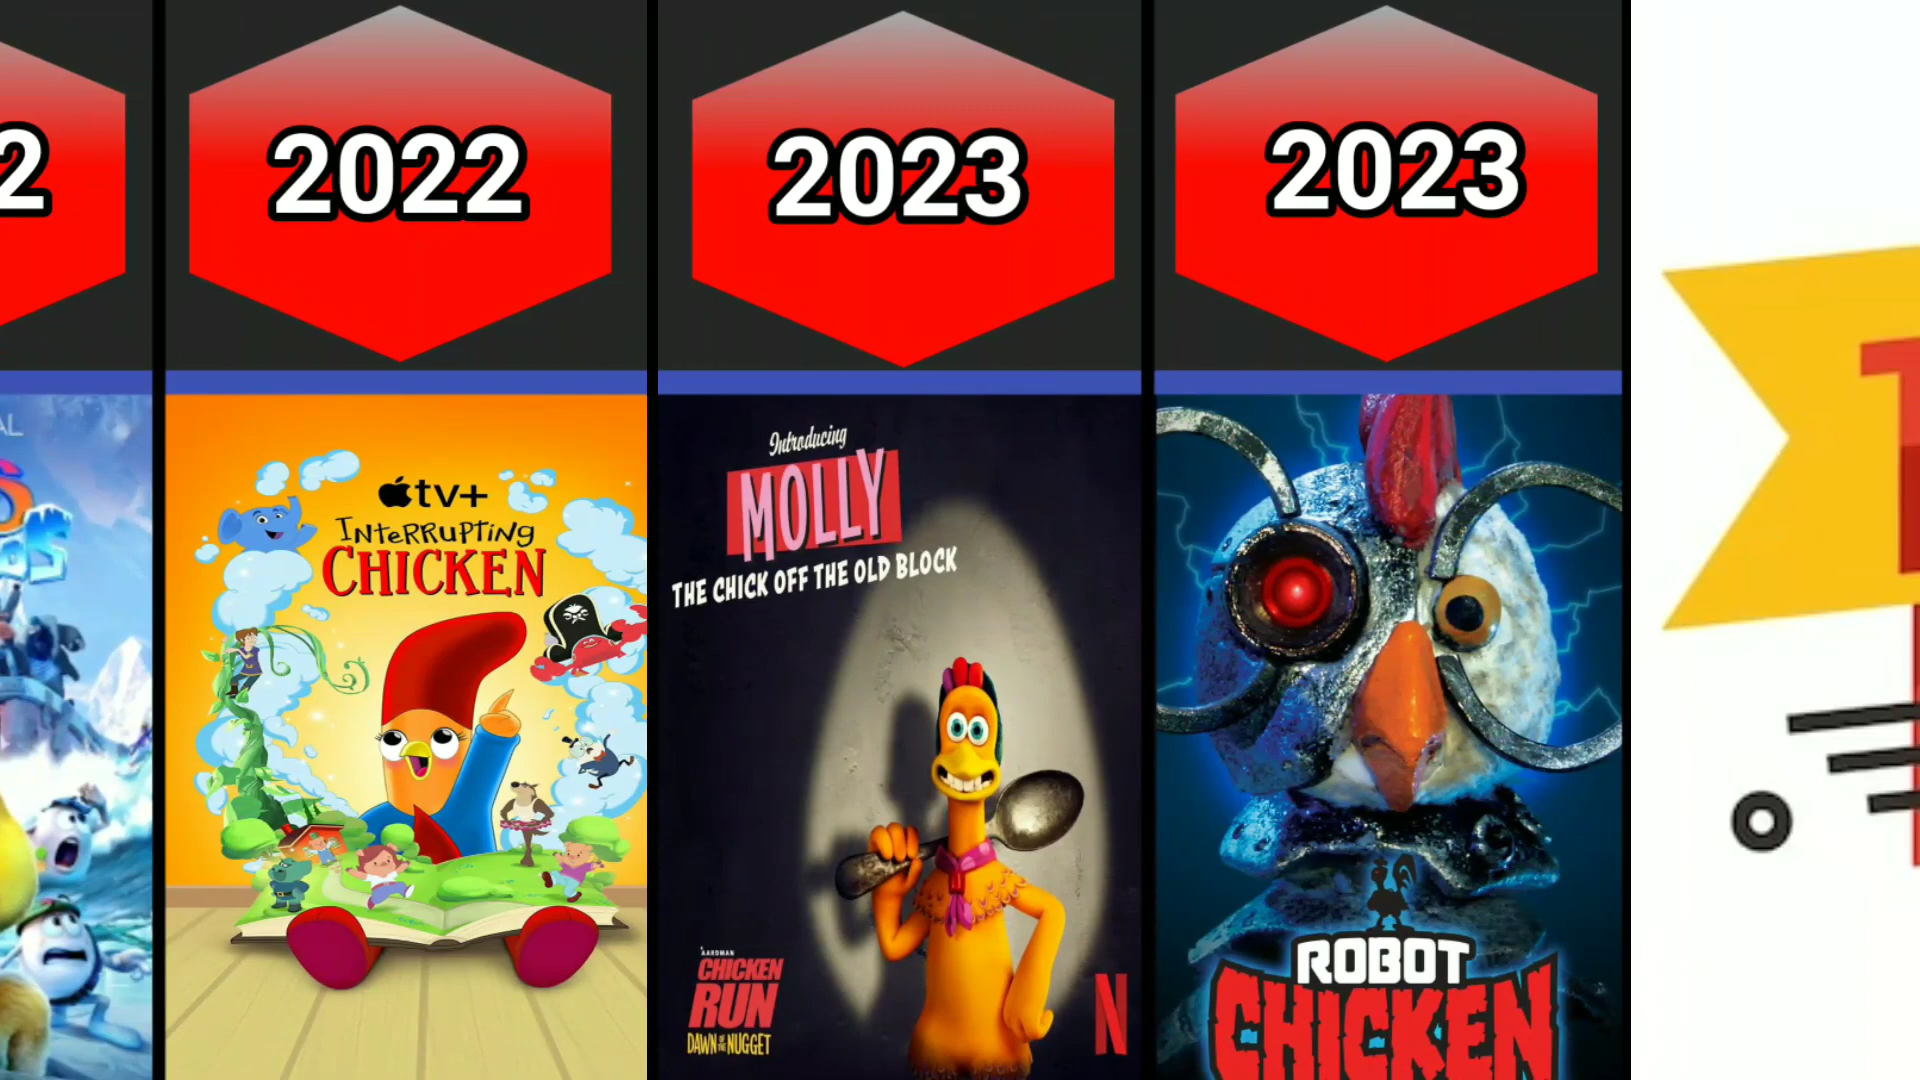 2
2022
2023
2023
AL
S
tv+
INTERRUPTING
CHICKEN
Introducing
MOLLY
THE CHICK OFF THE OLD BLOCK
AARDMAN
CHICKEN
RUN
DAWN OF THE NUGGET
N
ROBOT
CHICKEN
T